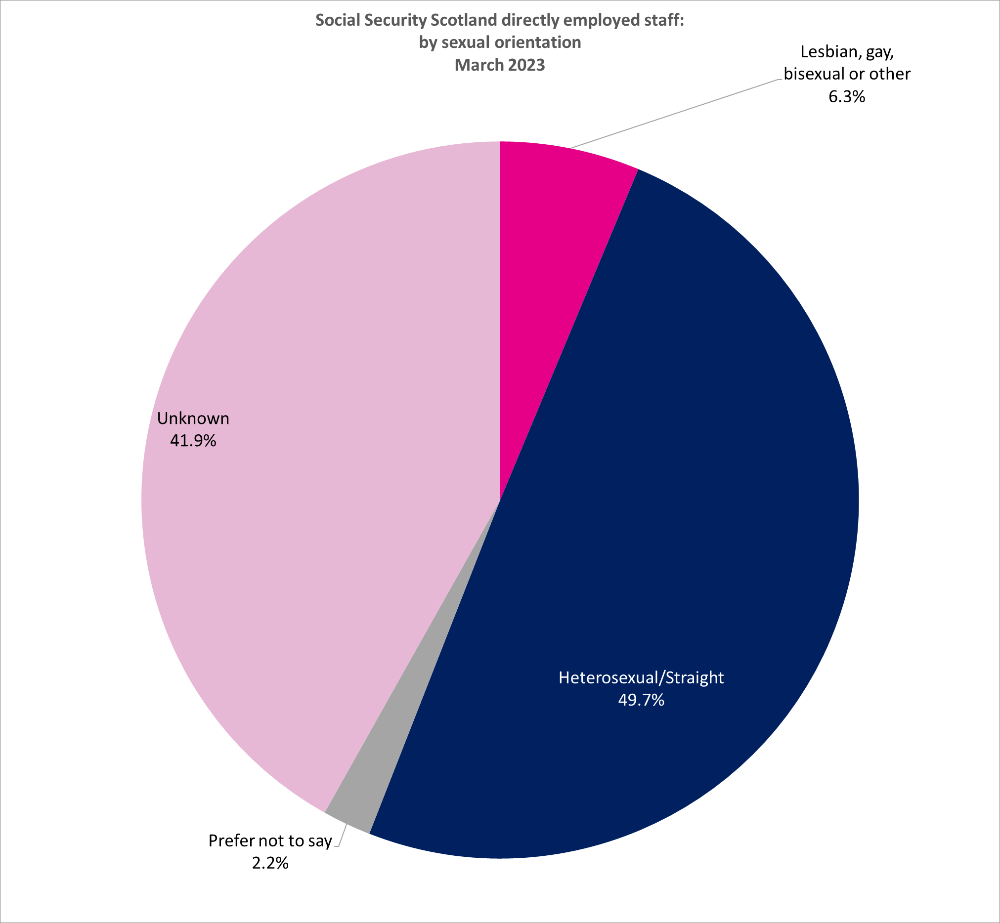 Social Security Scotland directly employed staff:
by sexual orientation
March 2023
Lesbian, gay,
bisexual or other
6.3%
Unknown
41.9%
Heterosexual/Straight
49.7%
Prefer not to say
2.2%